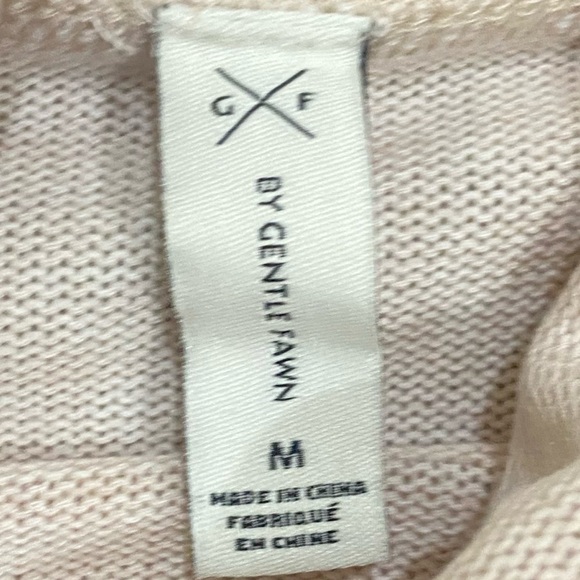 G F
BY GENTLE FAWN
M
MADE IN CHINA
FABRIQUÉ
EN CHINE